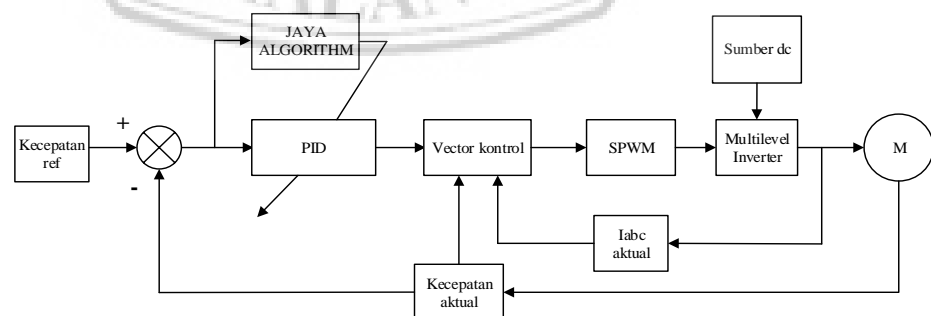 JAYA
ALGORITHM
Sumber dc
+
Kecepatan
ref
PID
Vector kontrol
SPWM
Multilevel
Inverter
M
-
Iabc
aktual
Kecepatan
aktual